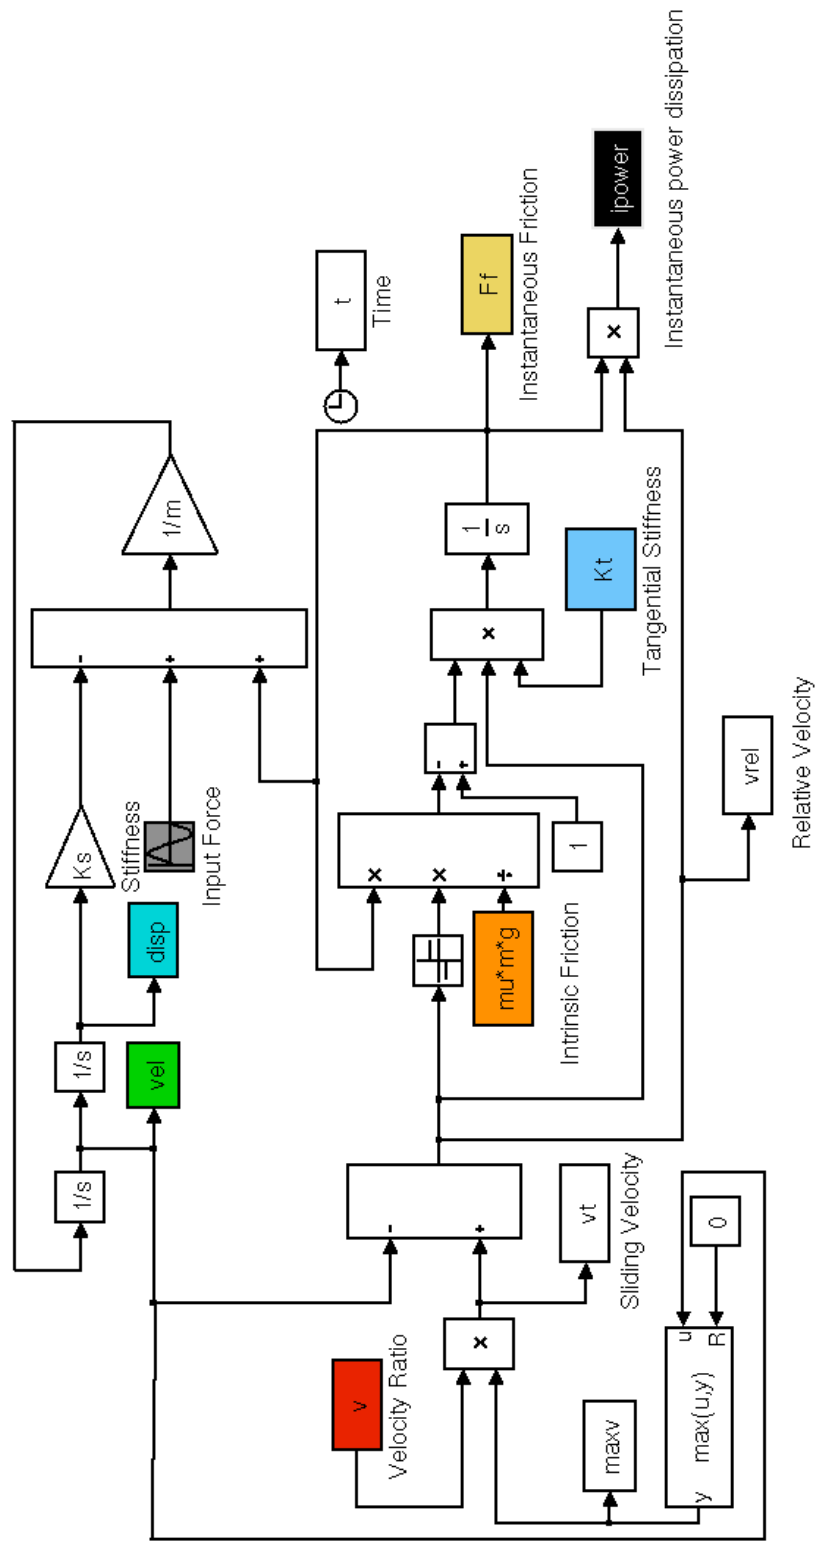 1/s
1/s
Ks
Stiffness
-
+
+
1/m
vel
disp
Input Force
t
Time
v
Velocity Ratio
×
-
+
×
×
÷
mu*m*g
Intrinsic Friction
-
+
1
×
1
s
Ff
Instantaneous Friction
Kt
Tangential Stiffness
vt
Sliding Velocity
×
ipower
Instantaneous power dissipation
maxv
y
max(u,y)
u
R
0
vrel
Relative Velocity